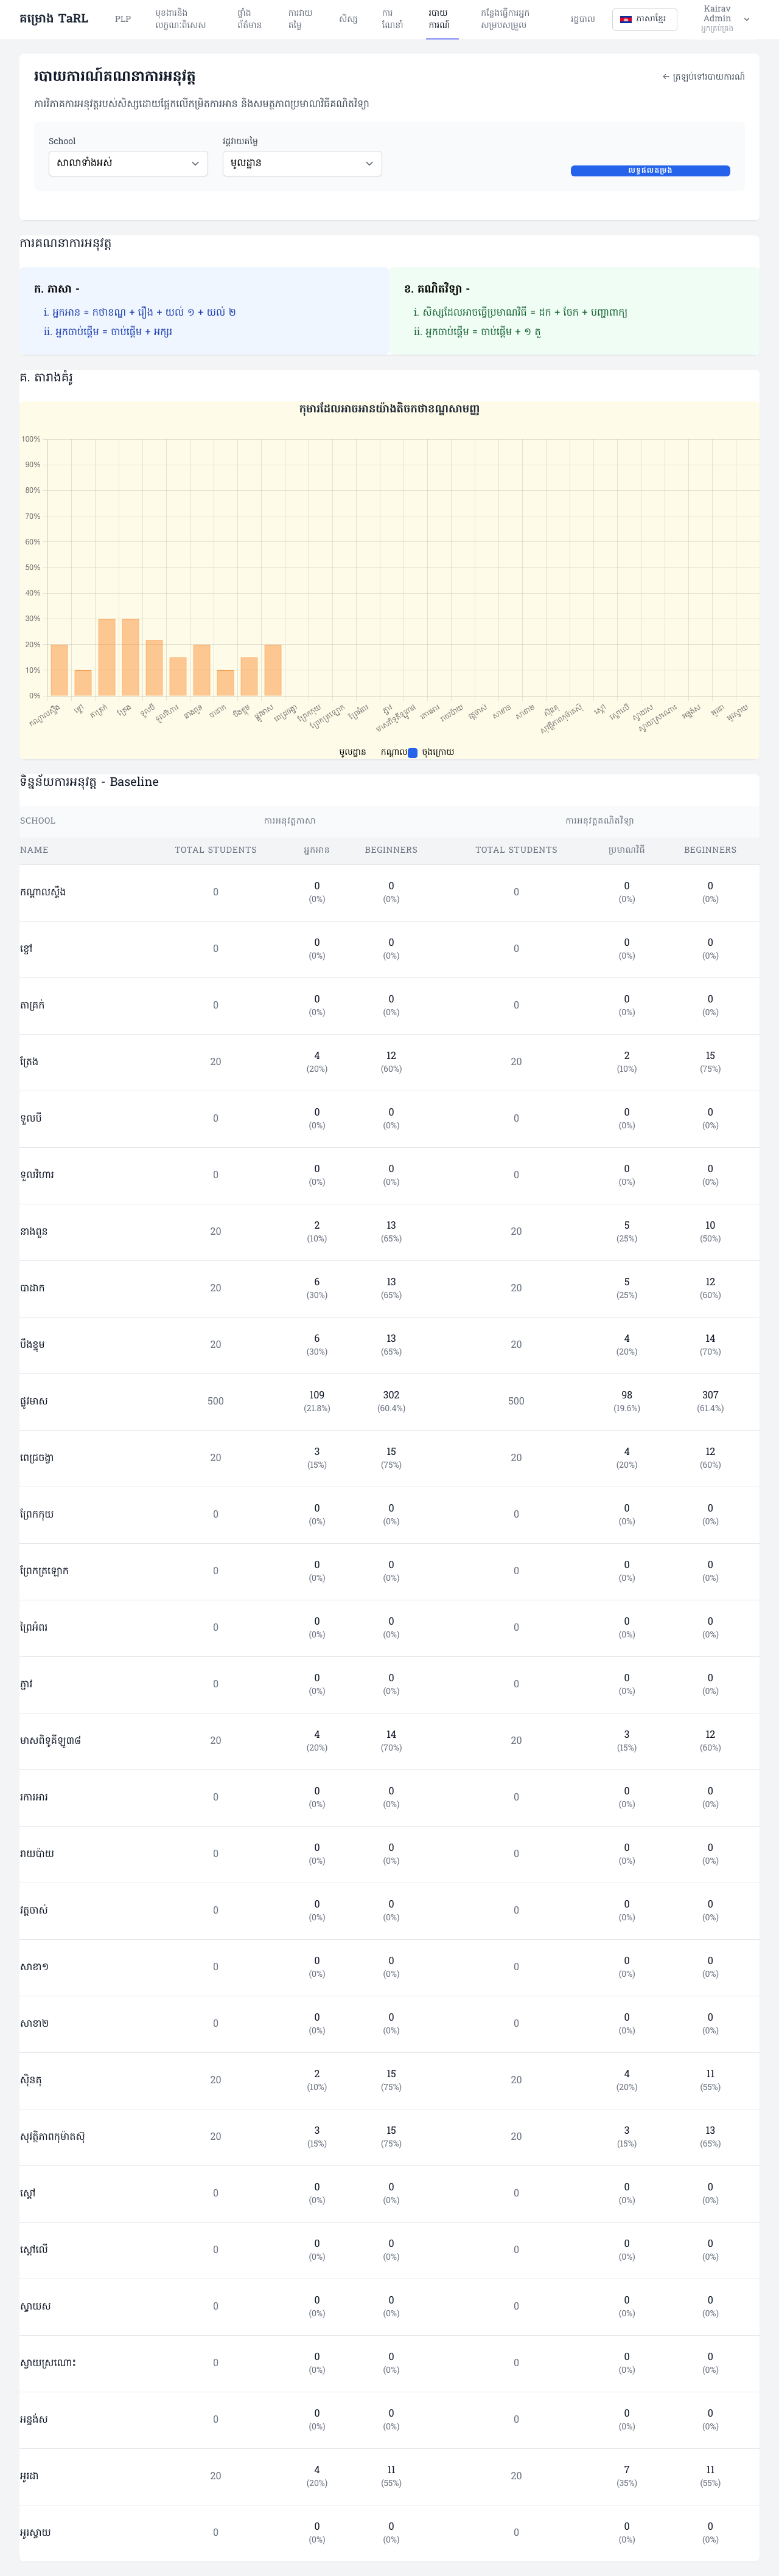 គម្រោង TaRL
PLP
មុខងារនិង
លក្ខណៈពិសេស
ផ្ទាំង
ព័ត៌មាន
ការវាយ
តម្លៃ
សិស្ស
ការ
ណែនាំ
របាយ
ការណ៍
ភន្លែងធ្វើការអ្នក
សម្របសម្រួល
រដ្ឋបាល
ភាសាខ្មែរ
Kairav
Admin
អ្នកគ្រប់គ្រង
របាយការណ៍គណនាការអនុវត្ត
← ត្រឡប់ទៅរបាយការណ៍
ការវិភាគការអនុវត្តរបស់សិស្សដោយផ្អែកលើកម្រិតការអាន និងសមត្ថភាពប្រមាណវិធីគណិតវិទ្យា
School
វដ្តវាយតម្លៃ
សាលាទាំងអស់
មូលដ្ឋាន
លទ្ធផលតម្រង
ការគណនាការអនុវត្ត
ក. ភាសា -
i. អ្នកអាន = កថាខណ្ឌ + រឿង + យល់ ១ + យល់ ២
ii. អ្នកចាប់ផ្តើម = ចាប់ផ្តើម + អក្សរ
ខ. គណិតវិទ្យា -
i. សិស្សដែលអាចធ្វើប្រមាណវិធី = ដក + ចែក + បញ្ហាពាក្យ
ii. អ្នកចាប់ផ្តើម = ចាប់ផ្តើម + ១ តួ
គ. តារាងគំរូ
កុមារដែលអាចអានយ៉ាងតិចកថាខណ្ឌសាមញ្ញ
100%
90%
80%
70%
60%
50%
40%
30%
20%
10%
0%
កណ្តាលស្ទឹង ខ្នៅ តាគ្រក់ ត្រែង ទួលបី ទួលវិហារ នាងពួន បាដាក បឹងខ្ទុម ផ្លូវមាស ពេជ្រចង្វា ព្រែកកុយ ព្រែកត្រឡោក ព្រៃអំពរ ភ្នាវ មាសពិទូគីឡូ៣៨ រការអារ រាយប៉ាយ វត្តចាស់ សាខា១ សាខា២ ស៊ិនតុ សុវត្ថិភាពកុម៉ាតស៊ុ ស្តៅ ស្តៅលើ ស្វាយស ស្វាយស្រណោះ អន្ទង់ស អូរដា អូរស្វាយ
មូលដ្ឋាន កណ្តាល ចុងក្រោយ
ទិន្នន័យការអនុវត្ត - Baseline
SCHOOL ការអនុវត្តភាសា ការអនុវត្តគណិតវិទ្យា
NAME TOTAL STUDENTS អ្នកអាន BEGINNERS TOTAL STUDENTS ប្រមាណវិធី BEGINNERS
កណ្តាលស្ទឹង 0 0 0 0 0 0
(0%) (0%) (0%) (0%)
ខ្នៅ 0 0 0 0 0 0
(0%) (0%) (0%) (0%)
តាគ្រក់ 0 0 0 0 0 0
(0%) (0%) (0%) (0%)
ត្រែង 20 4 12 20 2 15
(20%) (60%) (10%) (75%)
ទួលបី 0 0 0 0 0 0
(0%) (0%) (0%) (0%)
ទួលវិហារ 0 0 0 0 0 0
(0%) (0%) (0%) (0%)
នាងពួន 20 2 13 20 5 10
(10%) (65%) (25%) (50%)
បាដាក 20 6 13 20 5 12
(30%) (65%) (25%) (60%)
បឹងខ្ទុម 20 6 13 20 4 14
(30%) (65%) (20%) (70%)
ផ្លូវមាស 500 109 302 500 98 307
(21.8%) (60.4%) (19.6%) (61.4%)
ពេជ្រចង្វា 20 3 15 20 4 12
(15%) (75%) (20%) (60%)
ព្រែកកុយ 0 0 0 0 0 0
(0%) (0%) (0%) (0%)
ព្រែកត្រឡោក 0 0 0 0 0 0
(0%) (0%) (0%) (0%)
ព្រៃអំពរ 0 0 0 0 0 0
(0%) (0%) (0%) (0%)
ភ្នាវ 0 0 0 0 0 0
(0%) (0%) (0%) (0%)
មាសពិទូគីឡូ៣៨ 20 4 14 20 3 12
(20%) (70%) (15%) (60%)
រការអារ 0 0 0 0 0 0
(0%) (0%) (0%) (0%)
រាយប៉ាយ 0 0 0 0 0 0
(0%) (0%) (0%) (0%)
វត្តចាស់ 0 0 0 0 0 0
(0%) (0%) (0%) (0%)
សាខា១ 0 0 0 0 0 0
(0%) (0%) (0%) (0%)
សាខា២ 0 0 0 0 0 0
(0%) (0%) (0%) (0%)
ស៊ិនតុ 20 2 15 20 4 11
(10%) (75%) (20%) (55%)
សុវត្ថិភាពកុម៉ាតស៊ុ 20 3 15 20 3 13
(15%) (75%) (15%) (65%)
ស្តៅ 0 0 0 0 0 0
(0%) (0%) (0%) (0%)
ស្តៅលើ 0 0 0 0 0 0
(0%) (0%) (0%) (0%)
ស្វាយស 0 0 0 0 0 0
(0%) (0%) (0%) (0%)
ស្វាយស្រណោះ 0 0 0 0 0 0
(0%) (0%) (0%) (0%)
អន្ទង់ស 0 0 0 0 0 0
(0%) (0%) (0%) (0%)
អូរដា 20 4 11 20 7 11
(20%) (55%) (35%) (55%)
អូរស្វាយ 0 0 0 0 0 0
(0%) (0%) (0%) (0%)